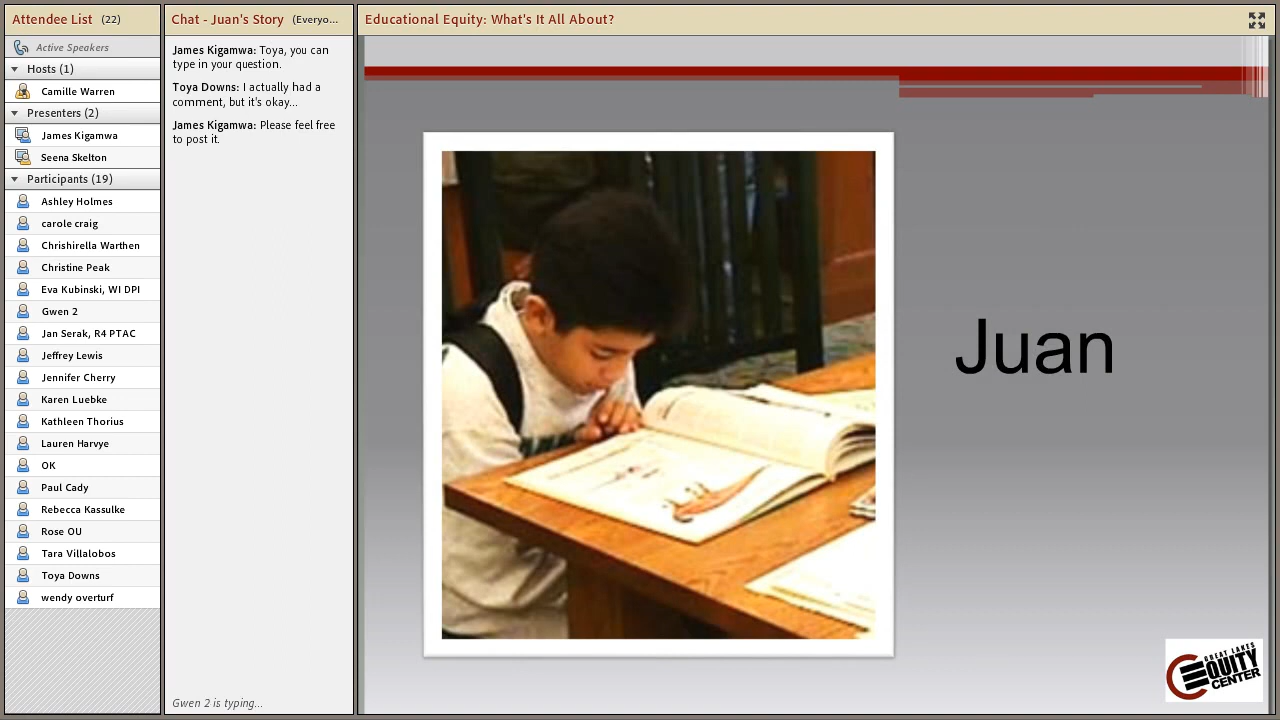 Attendee List (22)
Active Speakers
Hosts (1)
Camille Warren
Presenters (2)
James Kigamwa
Seena Skelton
Participants (19)
Ashley Holmes
carole craig
Chrishirella Warthen
Christine Peak
Eva Kubinski, WI DPI
Gwen 2
Jan Serak, R4 PTAC
Jeffrey Lewis
Jennifer Cherry
Karen Luebke
Kathleen Thorius
Lauren Harvye
OK
Paul Cady
Rebecca Kassulke
Rose OU
Tara Villalobos
Toya Downs
wendy overturf
Chat - Juan's Story (Everyo...
James Kigamwa: Toya, you can
type in your question.
Toya Downs: I actually had a
comment, but it's okay...
James Kigamwa: Please feel free
to post it.
Gwen 2 is typing...
Educational Equity: What's It All About?
Juan
GREAT LAKES
EQUITY
CENTER